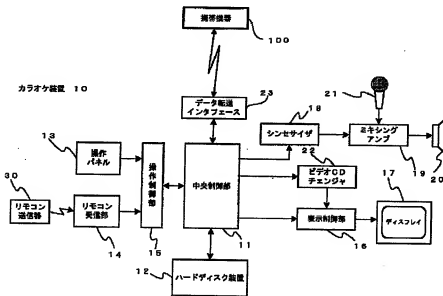 携帯機器
100
カラオケ装置 10
データ転送
インタフェース
23
21
シンセサイザ
18
ミキシング
アンプ
19
20
13
操作
パネル
操作制御部
15
中央制御部
11
22
ビデオCD
チェンジャ
17
ディスプレイ
30
リモコン
送信器
リモコン
受信部
14
表示制御部
16
12
ハードディスク装置